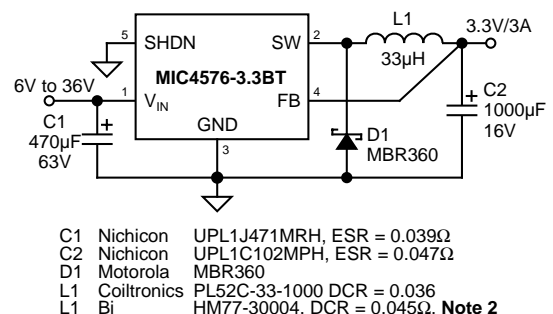 L1
3.3V/3A
5
SHDN
SW
2
33µH
MIC4576-3.3BT
6V to 36V
1
VIN
FB
4
C1
470µF
63V
GND
3
D1
MBR360
C2
1000µF
16V
C1 Nichicon UPL1J471MRH, ESR = 0.039Ω
C2 Nichicon UPL1C102MPH, ESR = 0.047Ω
D1 Motorola MBR360
L1 Coiltronics PL52C-33-1000 DCR = 0.036
L1 Bi HM77-30004, DCR = 0.045Ω, Note 2